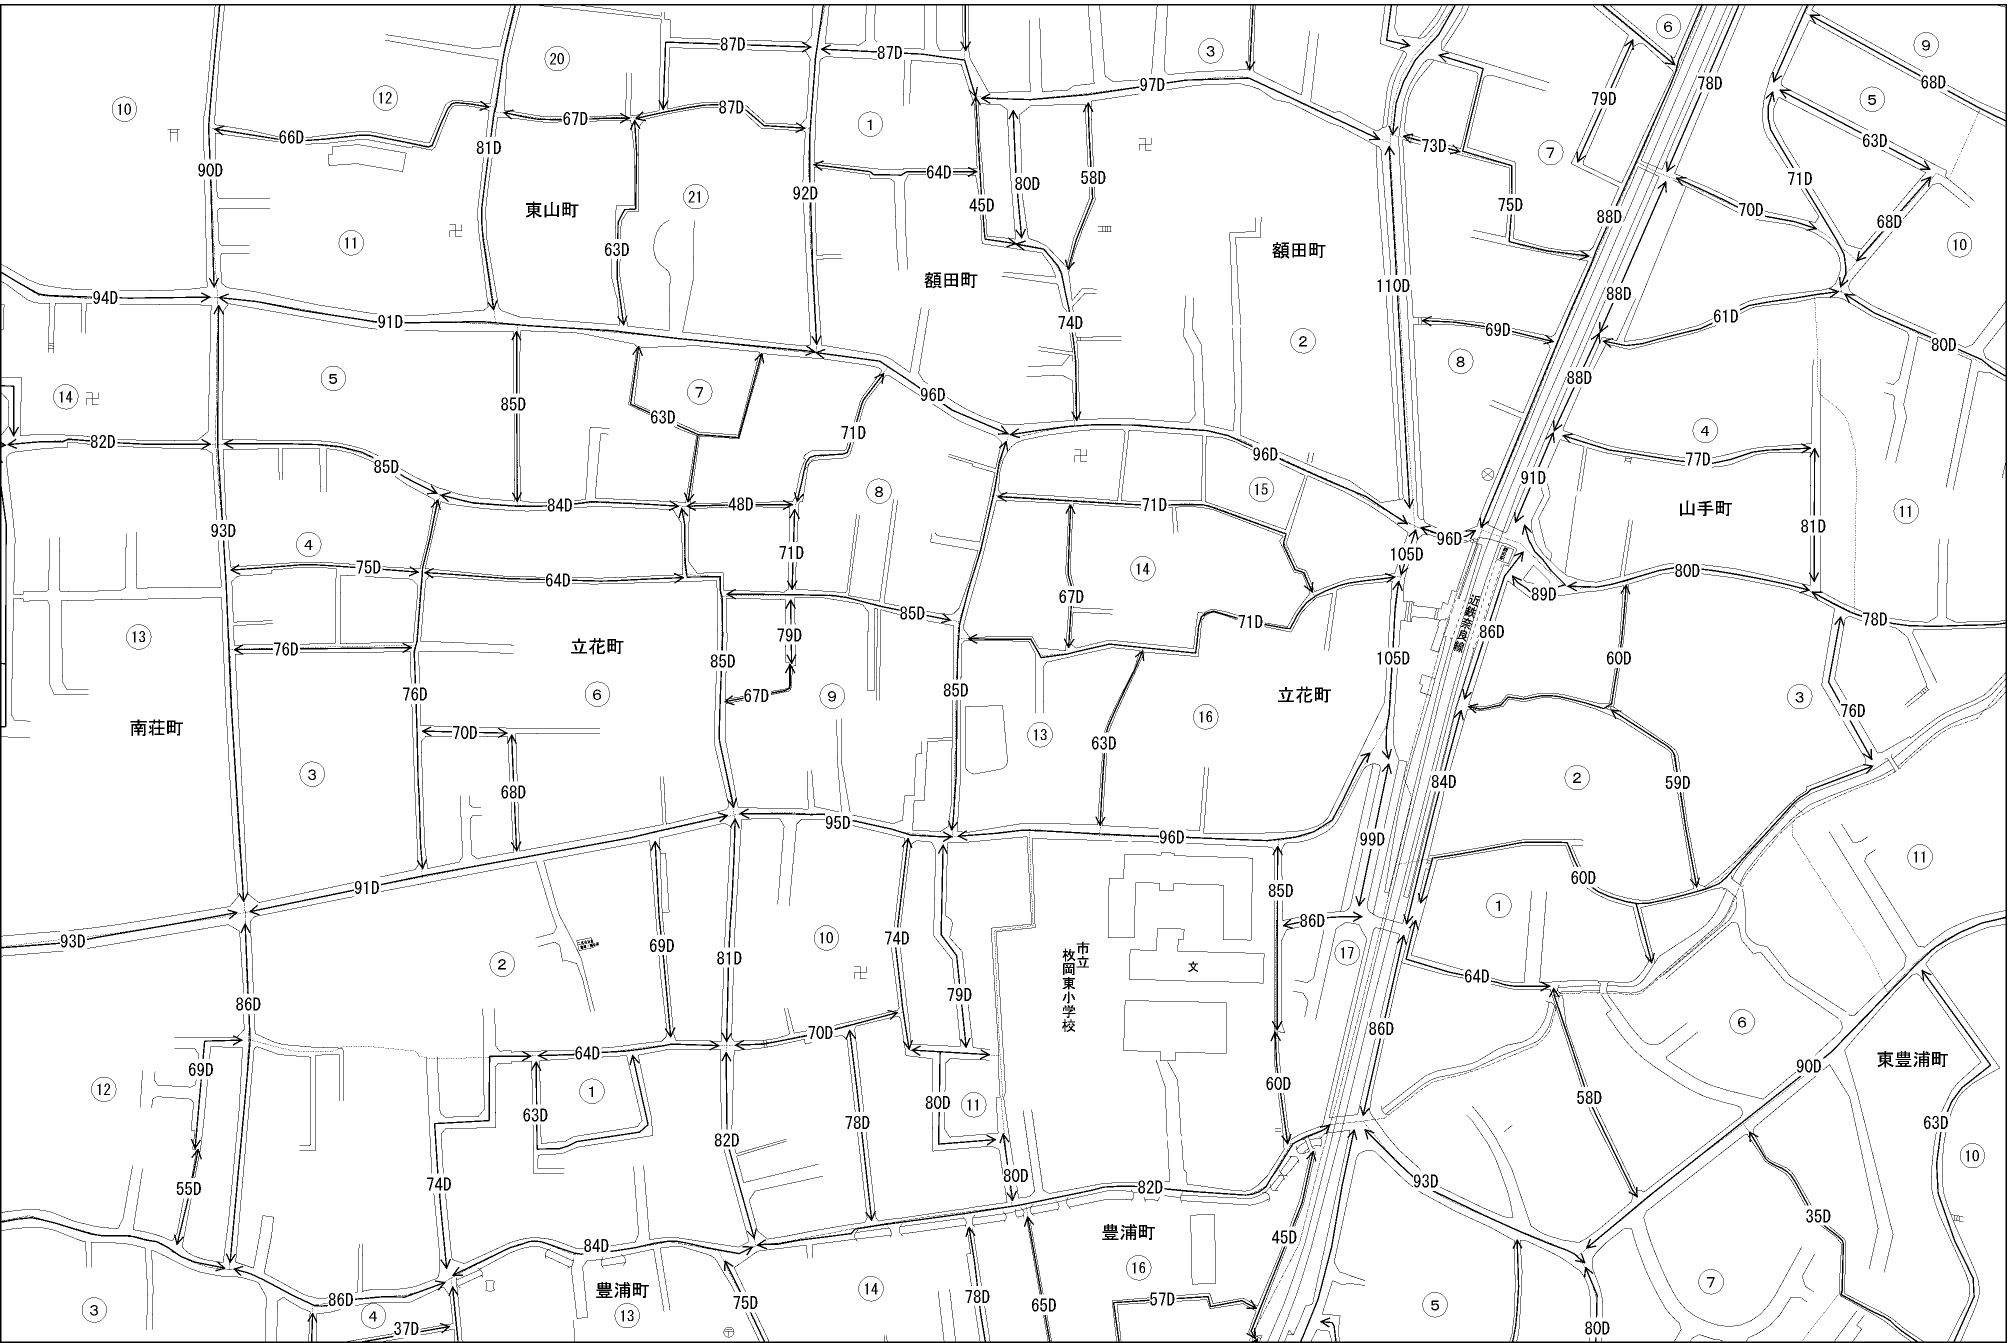 87D
87D
⑥
⑨
⑳
③
78D
68D
⑫
97D
79D
⑤
⑩
67D
87D
①
66D
81D
73D
⑦
63D
90D
64D
80D
58D
71D
92D
45D
75D
70D
東山町
㉑
88D
68D
⑪
63D
額田町
⑩
額田町
110D
94D
91D
88D
74D
69D
61D
②
80D
⑧
⑤
88D
⑭
⑦
96D
85D
63D
71D
④
82D
96D
85D
77D
91D
⑧
⑮
84D
48D
71D
山手町
⑪
93D
81D
④
71D
96D
105D
75D
64D
⑭
80D
67D
89D
85D
78D
⑬
71D
79D
86D
近鉄奈良線
76D
立花町
85D
105D
60D
76D
⑥
67D
⑨
85D
立花町
③
南荘町
⑯
76D
70D
⑬
63D
③
②
59D
84D
68D
95D
96D
99D
⑪
60D
91D
85D
①
86D
93D
69D
74D
⑩
81D
②
市立
枚岡東小学校
文
⑰
64D
79D
86D
86D
70D
⑥
64D
東豊浦町
69D
90D
60D
⑫
①
58D
80D
⑪
63D
78D
63D
82D
⑩
80D
74D
93D
55D
82D
35D
豊浦町
45D
84D
⑯
⑦
豊浦町
⑭
86D
75D
78D
65D
57D
③
④
⑬
⑤
37D
80D